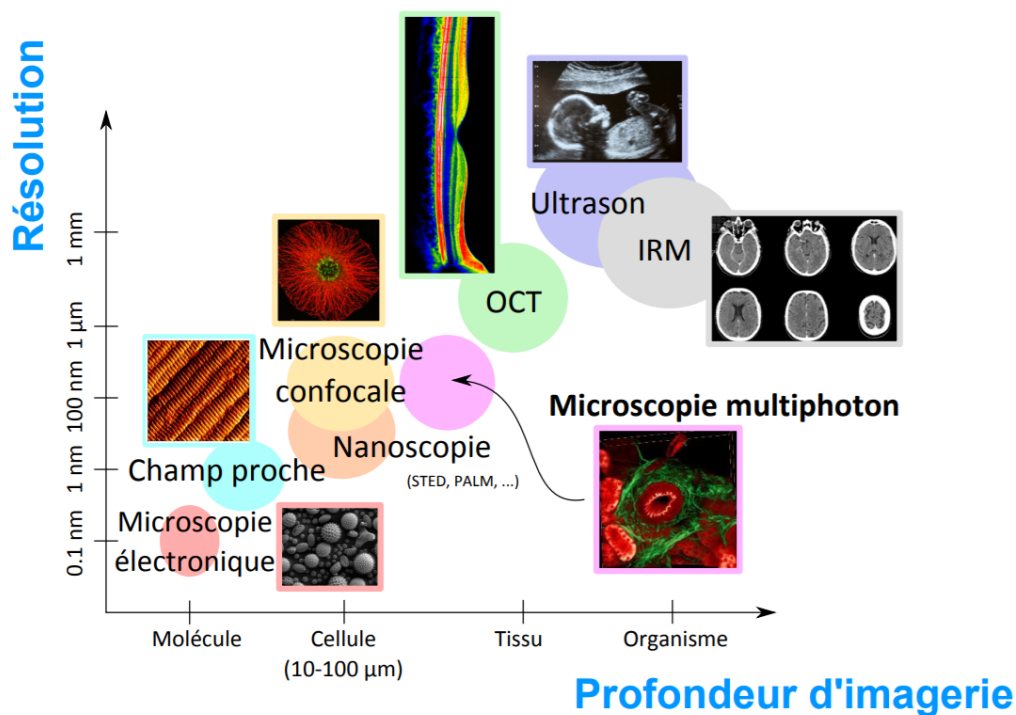 Résolution
1 mm
1 µm
100 nm
1 nm
0.1 nm
Ultrason
IRM
OCT
Microscopie
confocale
Microscopie multiphoton
Nanoscopie
(STED, PALM, ...)
Champ proche
Microscopie
électronique
Molécule
Cellule
(10-100 µm)
Tissu
Organisme
Profondeur d'imagerie